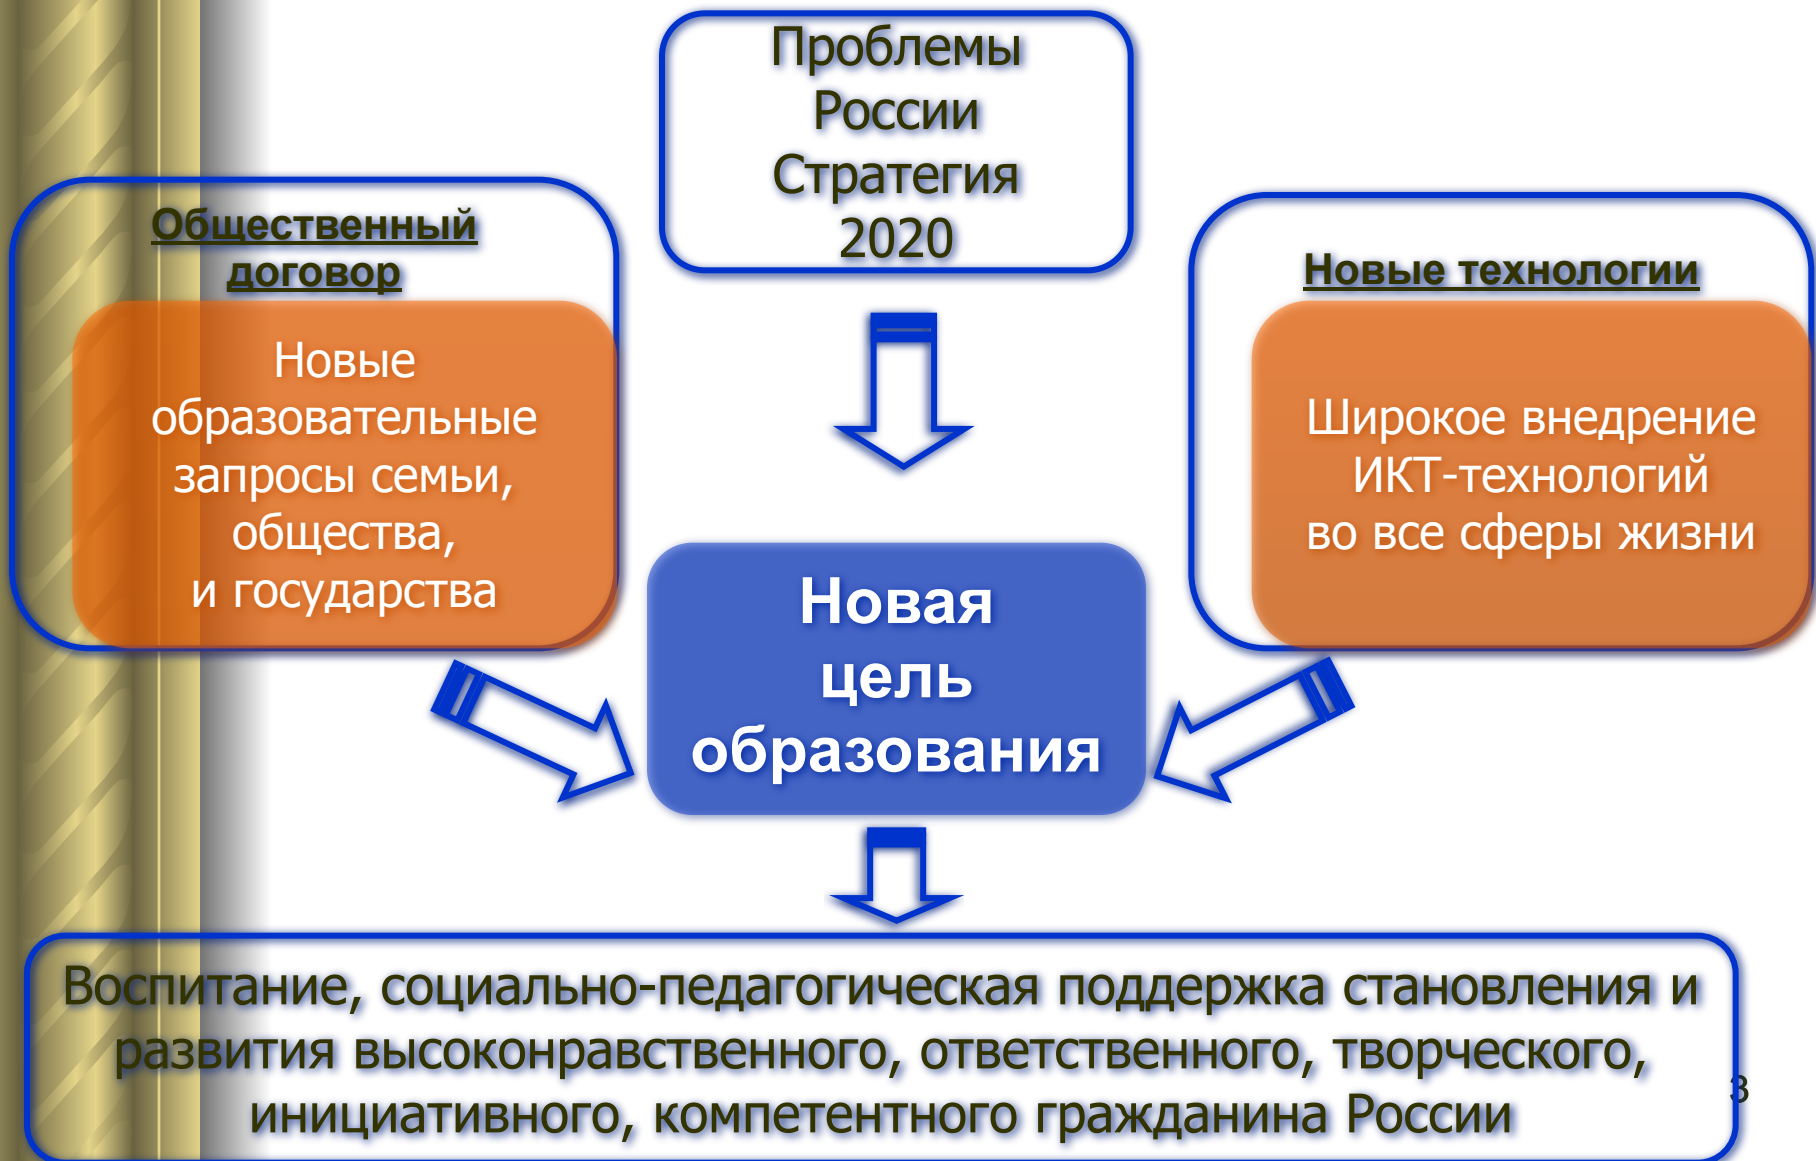 Проблемы
России
Стратегия
2020
Общественный
договор
Новые
образовательные
запросы семьи,
общества,
и государства
Новые технологии
Широкое внедрение
ИКТ-технологий
во все сферы жизни
Новая
цель
образования
Воспитание, социально-педагогическая поддержка становления и
развития высоконравственного, ответственного, творческого,
инициативного, компетентного гражданина России
3